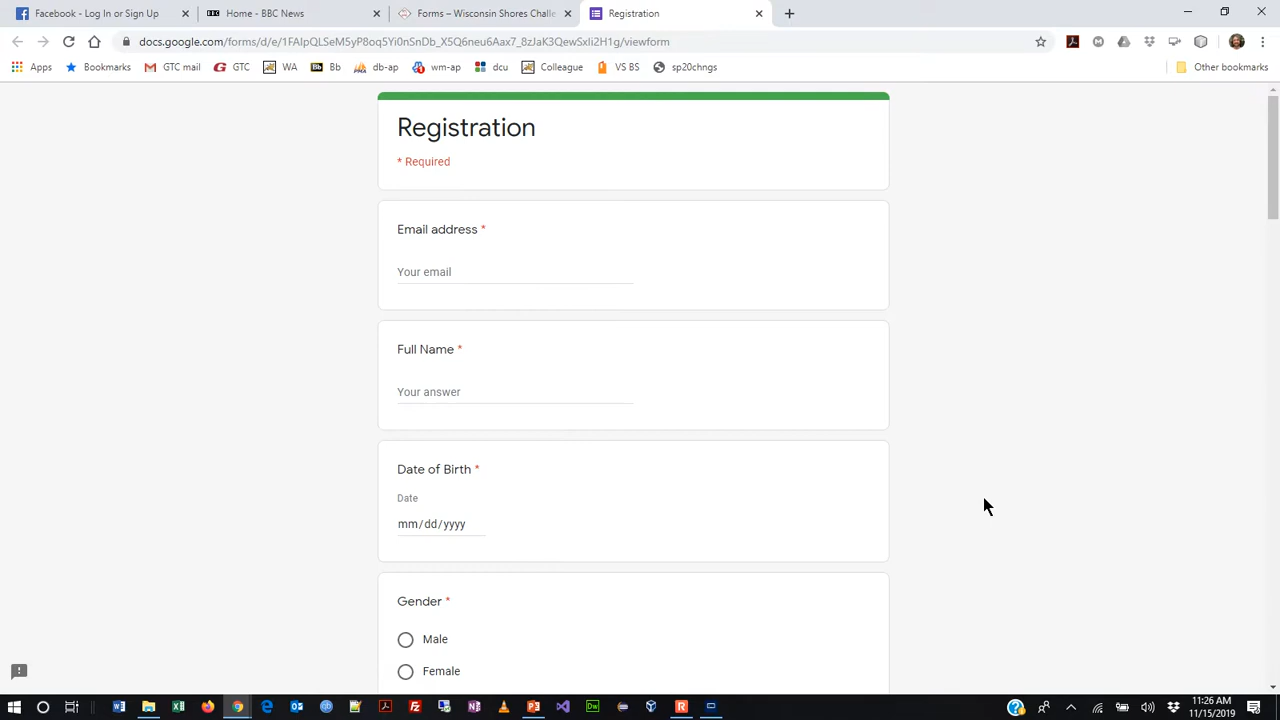 Facebook - Log In or Sign Up
Home - BBC News
Forms – Wisconsin Shores Challe
Registration
docs.google.com/forms/d/e/1FAIpQLSeM5yP8oq5Yi0nSnDb_X5Q6neu6Aax7_8zJaK3QewSxIi2H1g/viewform
Apps
Bookmarks
GTC mail
GTC
WA
Bb
db-ap
wm-ap
dcu
Colleague
VS BS
sp20chngs
Other bookmarks
Registration
* Required
Email address *
Your email
Full Name *
Your answer
Date of Birth *
Date
mm/dd/yyyy
Gender *
Male
Female
11:26 AM
11/15/2019